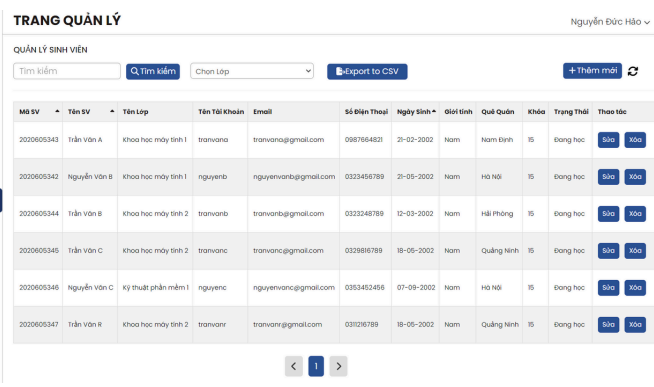 TRANG QUẢN LÝ
Nguyễn Đức Hảo
QUẢN LÝ SINH VIÊN
Tìm kiếm Tìm kiếm Chọn Lớp Export to CSV +Thêm mới
Mã SV Tên SV Tên Lớp Tên Tài Khoản Email Số Điện Thoại Ngày Sinh Giới tính Quê Quán Khóa Trạng Thái Thao tác
2020605343 Trần Văn A Khoa học máy tính 1 tranvana tranvana@gmail.com 0987664821 21-02-2002 Nam Nam Định 15 Đang học Sửa Xóa
2020605342 Nguyễn Văn B Khoa học máy tính 1 nguyenb nguyenvanb@gmail.com 0323456789 21-05-2002 Nam Hà Nội 15 Đang học Sửa Xóa
2020605344 Trần Văn B Khoa học máy tính 2 tranvanb tranvanb@gmail.com 0323248789 12-03-2002 Nam Hải Phòng 15 Đang học Sửa Xóa
2020605345 Trần Văn C Khoa học máy tính 2 tranvanc tranvanc@gmail.com 0329816789 18-05-2002 Nam Quảng Ninh 15 Đang học Sửa Xóa
2020605346 Nguyễn Văn C Kỹ thuật phần mềm 1 nguyenc nguyenvanc@gmail.com 0353452456 07-09-2002 Nam Hà Nội 15 Đang học Sửa Xóa
2020605347 Trần Văn R Khoa học máy tính 2 tranvanr tranvanr@gmail.com 0311216789 18-05-2002 Nam Quảng Ninh 15 Đang học Sửa Xóa
1